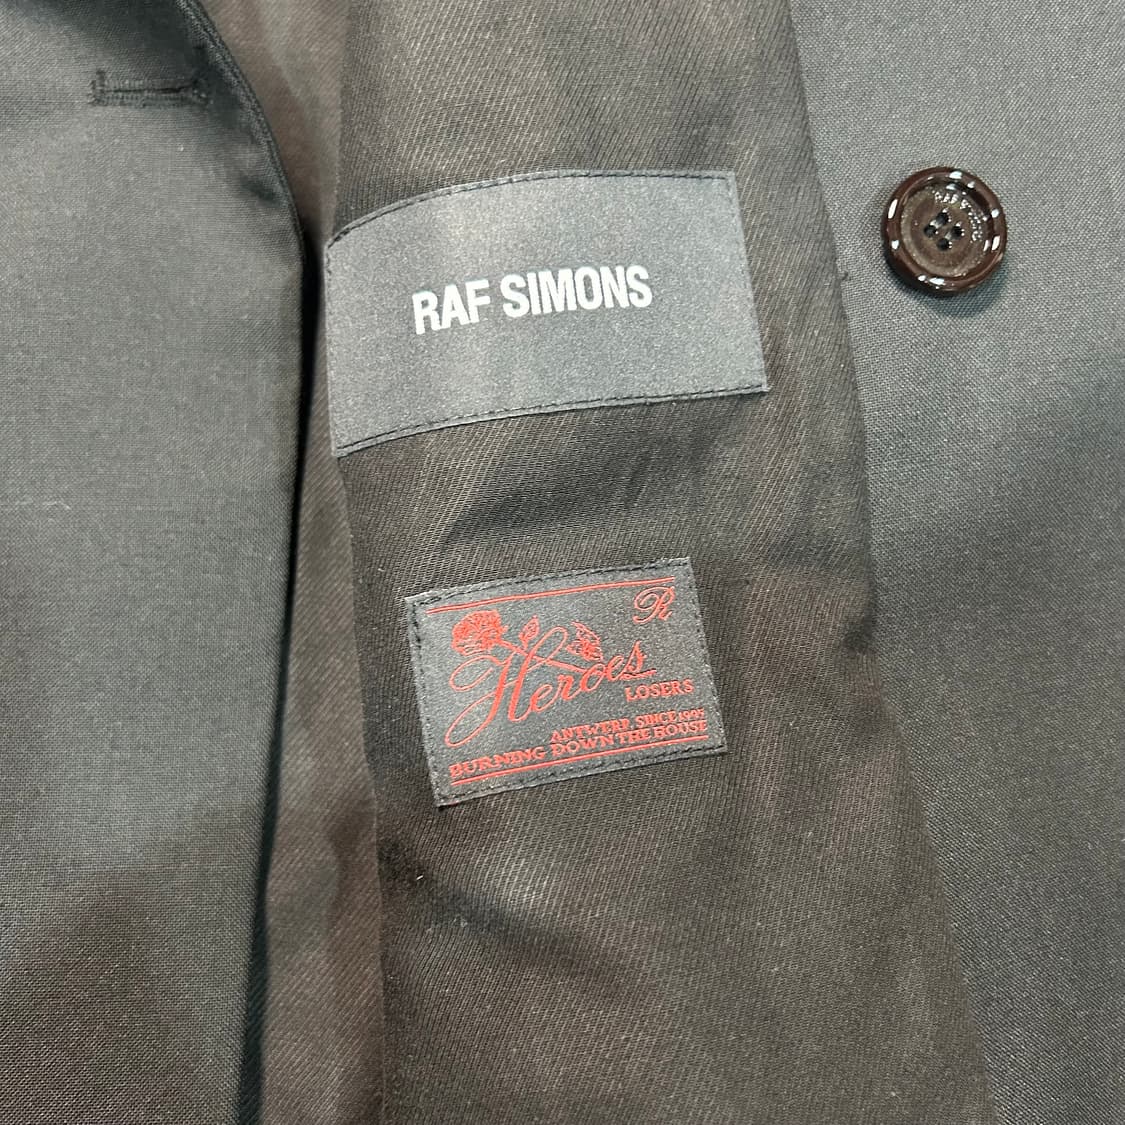 RAF SIMONS
R
Heroes
LOSERS
ANTWERP, SINCE 1995
BURNING DOWN THE HOUSE